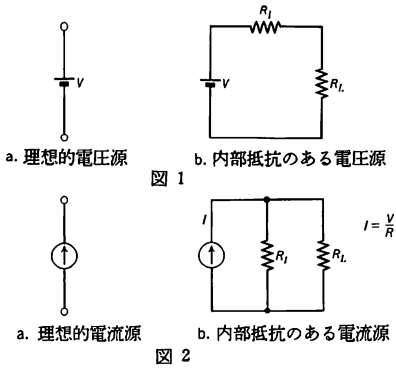 R_I
V
V
R_L
a. 理想的電圧源
b. 内部抵抗のある電圧源
図 1
I
R_I
R_L
I = V/R
a. 理想的電流源
b. 内部抵抗のある電流源
図 2